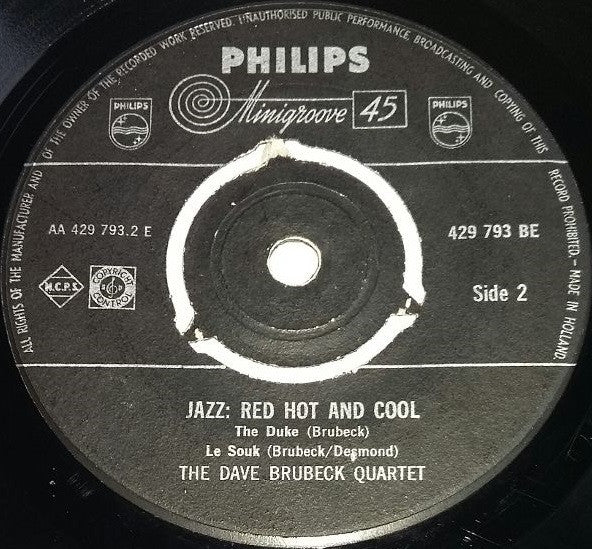 ALL RIGHTS OF THE MANUFACTURER AND OF THE OWNER OF THE RECORDED WORK RESERVED. UNAUTHORISED PUBLIC PERFORMANCE, BROADCASTING AND COPYING OF THIS RECORD PROHIBITED. MADE IN HOLLAND
PHILIPS
Minigroove 45
PHILIPS
PHILIPS
AA 429 793.2 E
429 793 BE
M.C.P.S.
COPYRIGHT
CONTROL
Side 2
JAZZ: RED HOT AND COOL
The Duke (Brubeck)
Le Souk (Brubeck/Desmond)
THE DAVE BRUBECK QUARTET